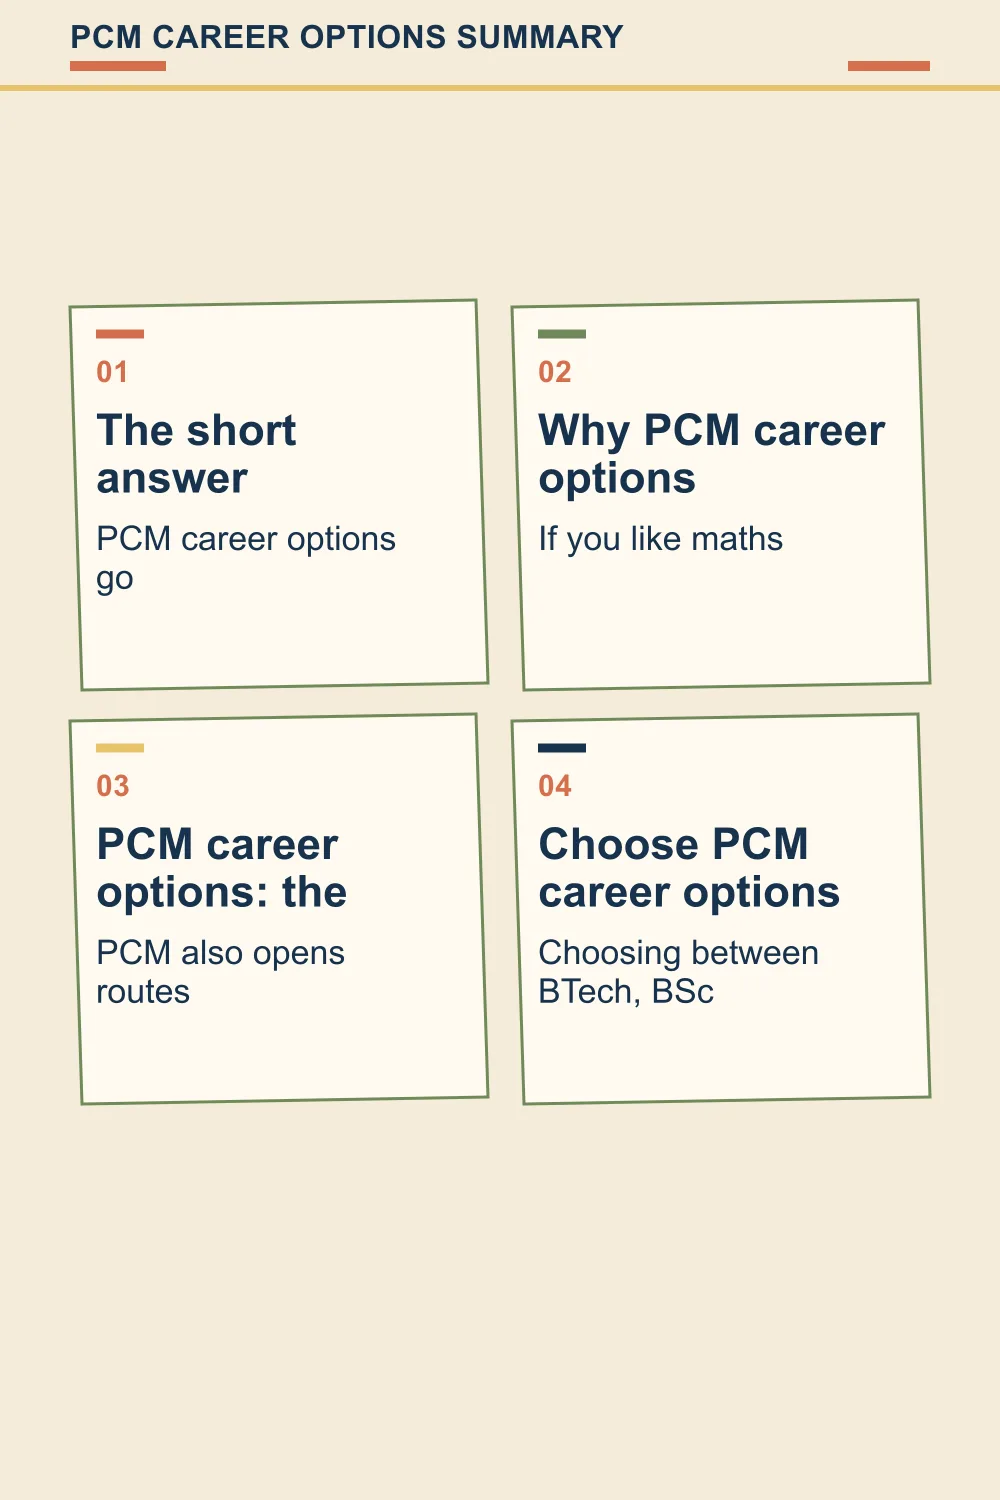 PCM CAREER OPTIONS SUMMARY
01
The short
answer
PCM career options
go
02
Why PCM career
options
If you like maths
03
PCM career
options: the
PCM also opens
routes
04
Choose PCM
career options
Choosing between
BTech, BSc